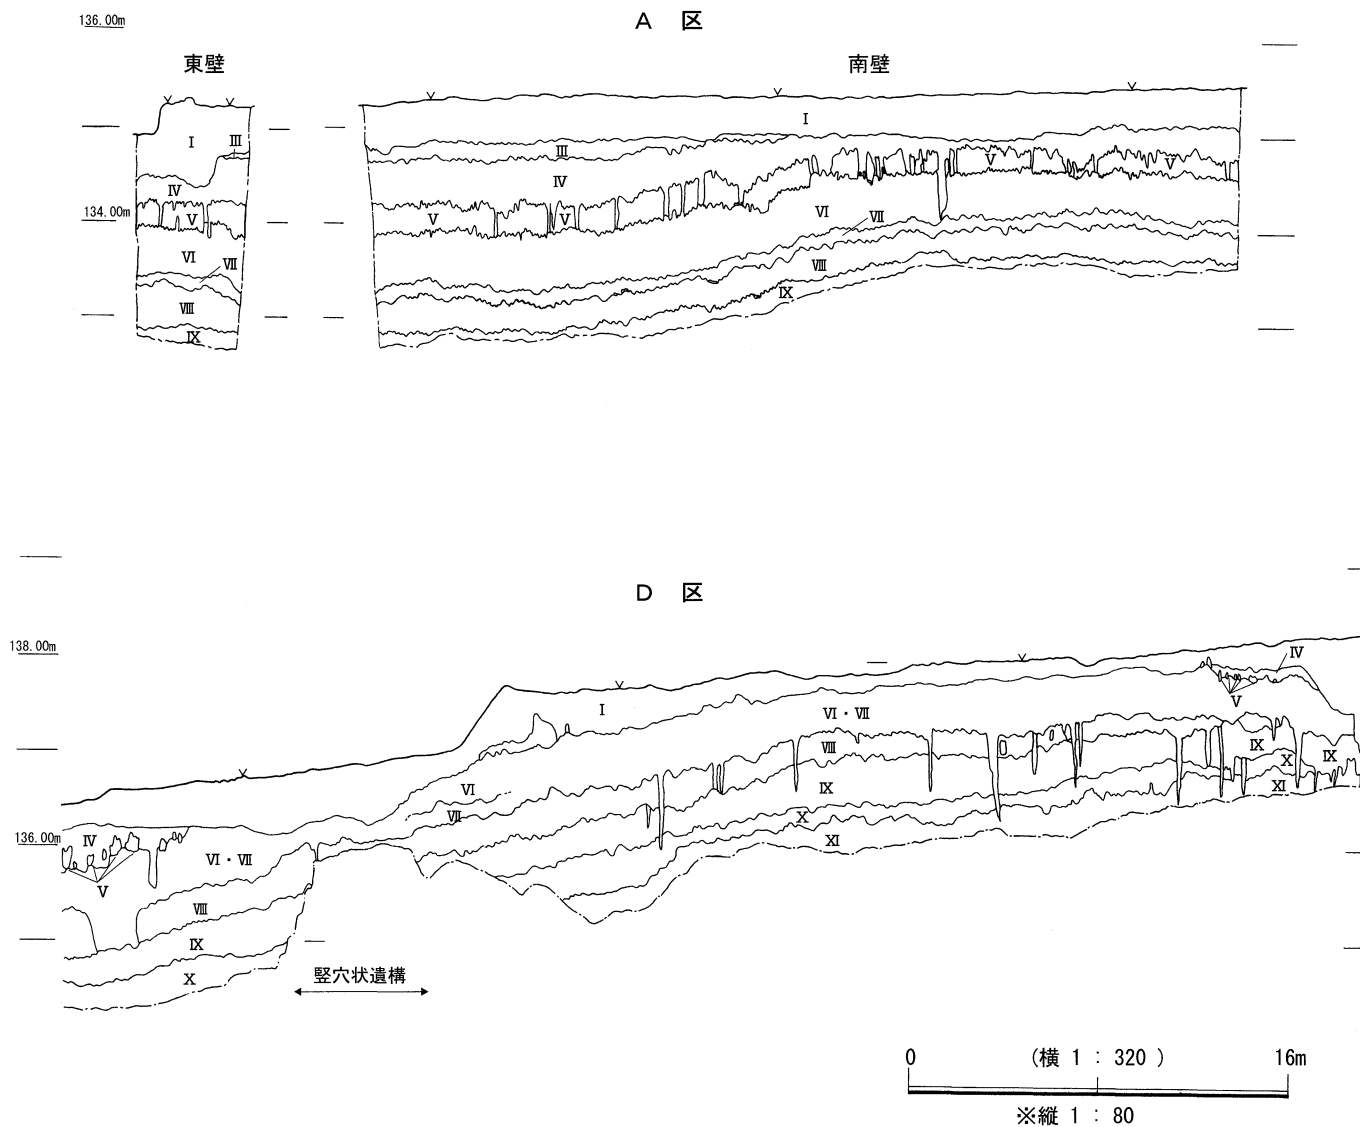 136.00m
A 区
東壁
南壁
I
III
IV
V
134.00m
VI
VII
VIII
IX
I
III
IV
V
V
V
V
VI
VII
VIII
IX
D 区
138.00m
IV
V
I
VI・VII
VIII
IX
IX
X
IX
XI
VI
VII
X
XI
136.00m
IV
V
VI・VII
VIII
IX
X
竪穴状遺構
0 (横 1 : 320 ) 16m
※縦 1 : 80